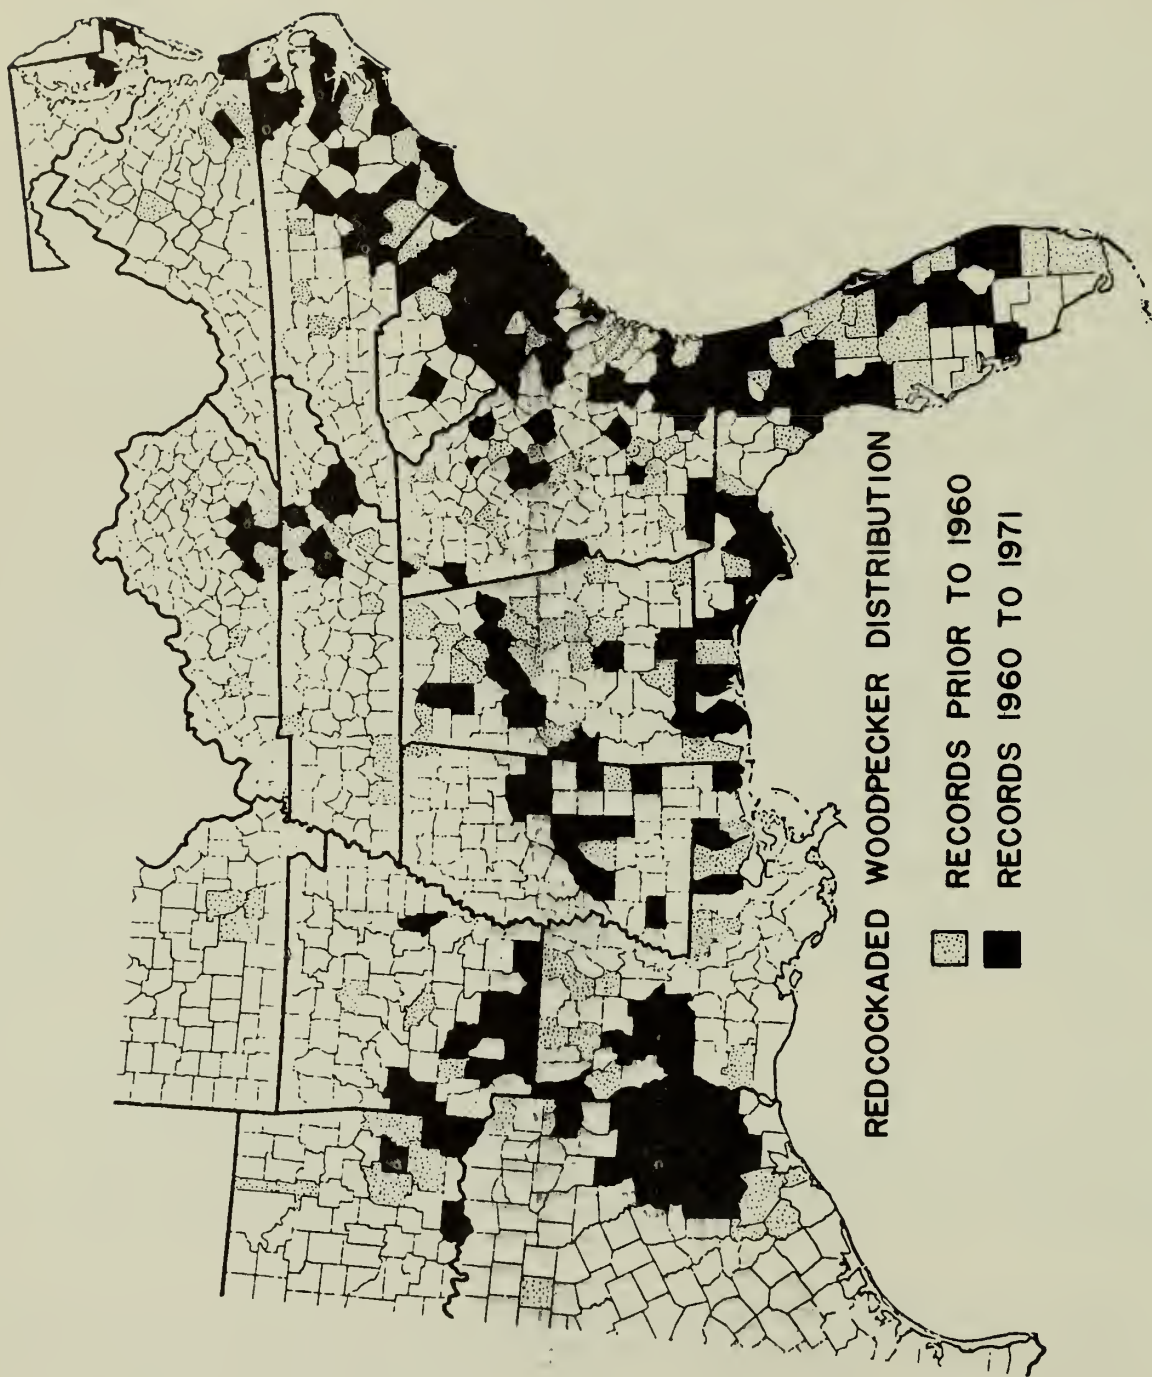 REDCOCKADED WOODPECKER DISTRIBUTION
RECORDS PRIOR TO 1960
RECORDS 1960 TO 1971